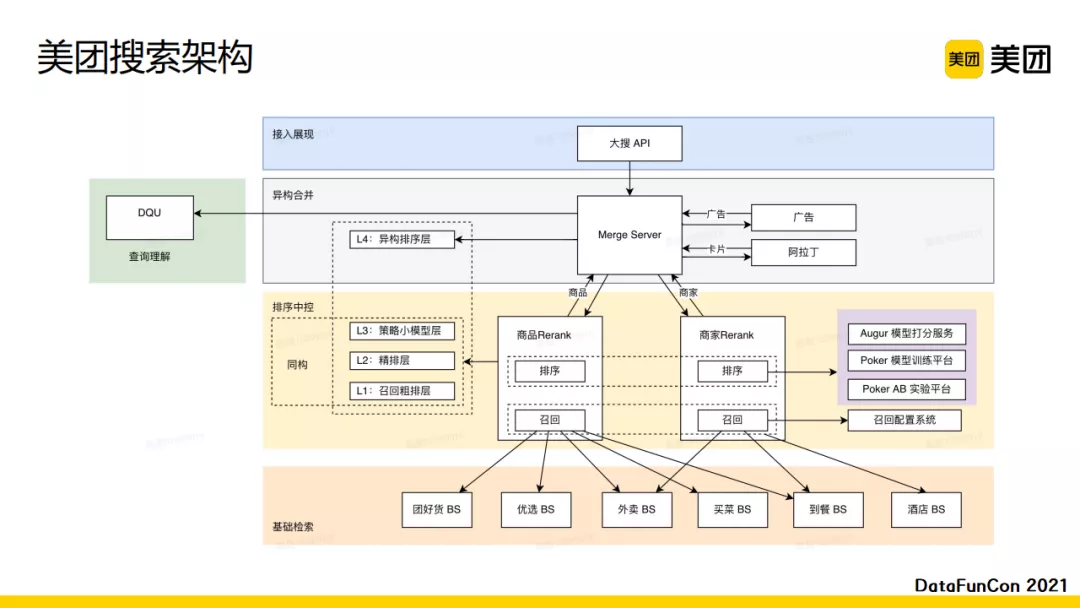 美团搜索架构
美团 美团
接入展现
大搜 API
异构合并
DQU
查询理解
L4：异构排序层
Merge Server
广告
广告
卡片
阿拉丁
商品
商家
排序中控
同构
L3：策略小模型层
L2：精排层
L1：召回粗排层
商品Rerank
排序
召回
商家Rerank
排序
召回
Augur 模型打分服务
Poker 模型训练平台
Poker AB 实验平台
召回配置系统
基础检索
团好货 BS
优选 BS
外卖 BS
买菜 BS
到餐 BS
酒店 BS
DataFunCon 2021